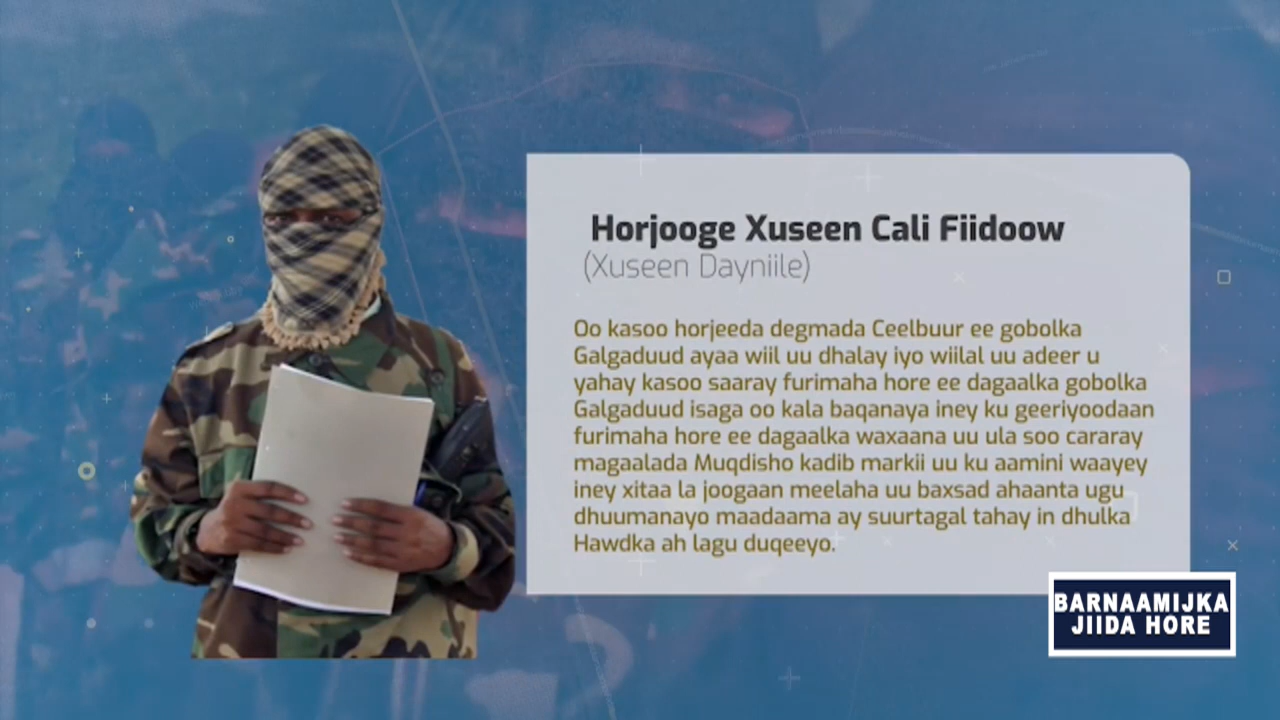 Horjooge Xuseen Cali Fiidoow
(Xuseen Dayniile)
Oo kasoo horjeeda degmada Ceelbuur ee gobolka
Galgaduud ayaa wiil uu dhalay iyo wiilal uu adeer u
yahay kasoo saaray furimaha hore ee dagaalka gobolka
Galgaduud isaga oo kala baqanaya iney ku geeriyoodaan
furimaha hore ee dagaalka waxaana uu ula soo cararay
magaalada Muqdisho kadib markii uu ku aamini waayey
iney xitaa la joogaan meelaha uu baxsad ahaanta ugu
dhuumanayo maadaama ay suurtagal tahay in dhulka
Hawdka ah lagu duqeeyo.
BARNAAMIJKA
JIIDA HORE